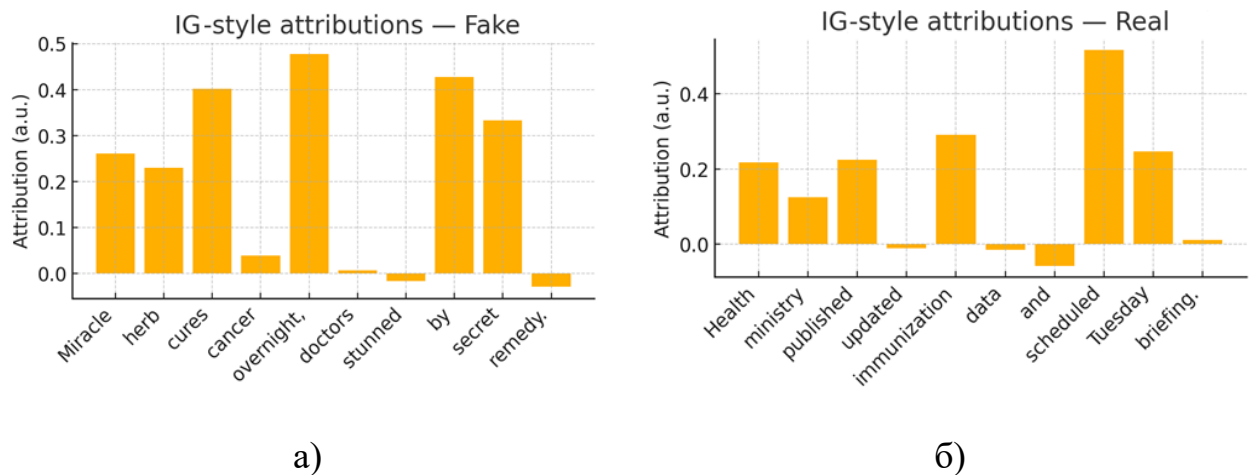 IG-style attributions — Fake
Attribution (a.u.)
0.5
0.4
0.3
0.2
0.1
0.0
Miracle
herb
cures
cancer
overnight,
doctors
stunned
by
secret
remedy.
а)
IG-style attributions — Real
Attribution (a.u.)
0.4
0.2
0.0
Health
ministry
published
updated
immunization
data
and
scheduled
Tuesday
briefing.
б)